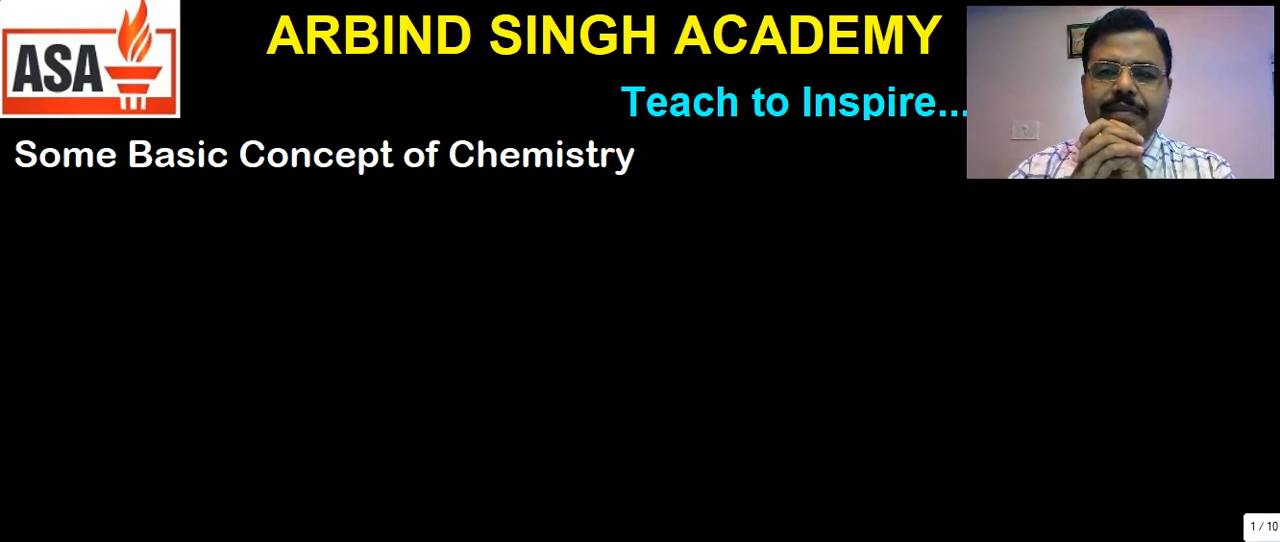 ASA
ARBIND SINGH ACADEMY
Teach to Inspire...
Some Basic Concept of Chemistry
1 / 10